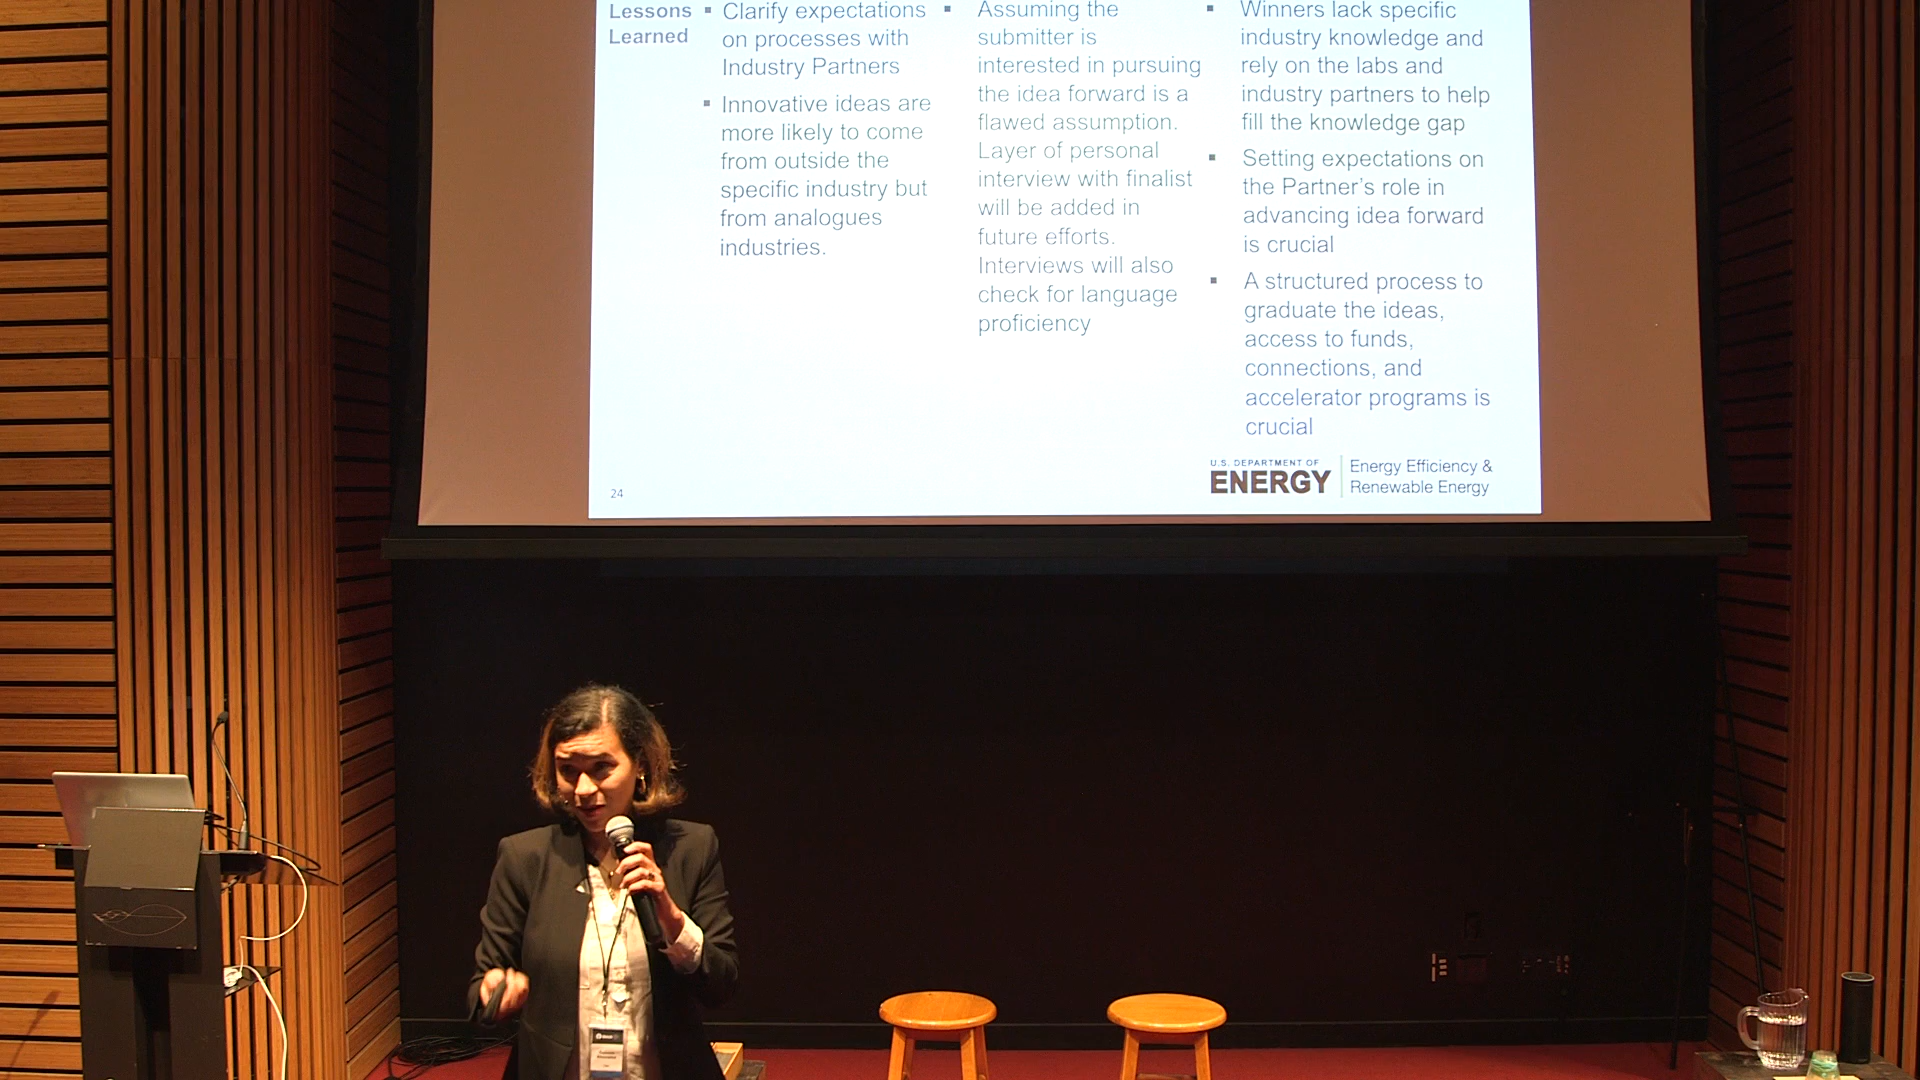 Lessons
Learned
▪ Clarify expectations
on processes with
Industry Partners
▪ Innovative ideas are
more likely to come
from outside the
specific industry but
from analogues
industries.
▪ Assuming the
submitter is
interested in pursuing
the idea forward is a
flawed assumption.
Layer of personal
interview with finalist
will be added in
future efforts.
Interviews will also
check for language
proficiency
▪ Winners lack specific
industry knowledge and
rely on the labs and
industry partners to help
fill the knowledge gap
▪ Setting expectations on
the Partner's role in
advancing idea forward
is crucial
▪ A structured process to
graduate the ideas,
access to funds,
connections, and
accelerator programs is
crucial
24
U.S. DEPARTMENT OF
ENERGY
Energy Efficiency &
Renewable Energy